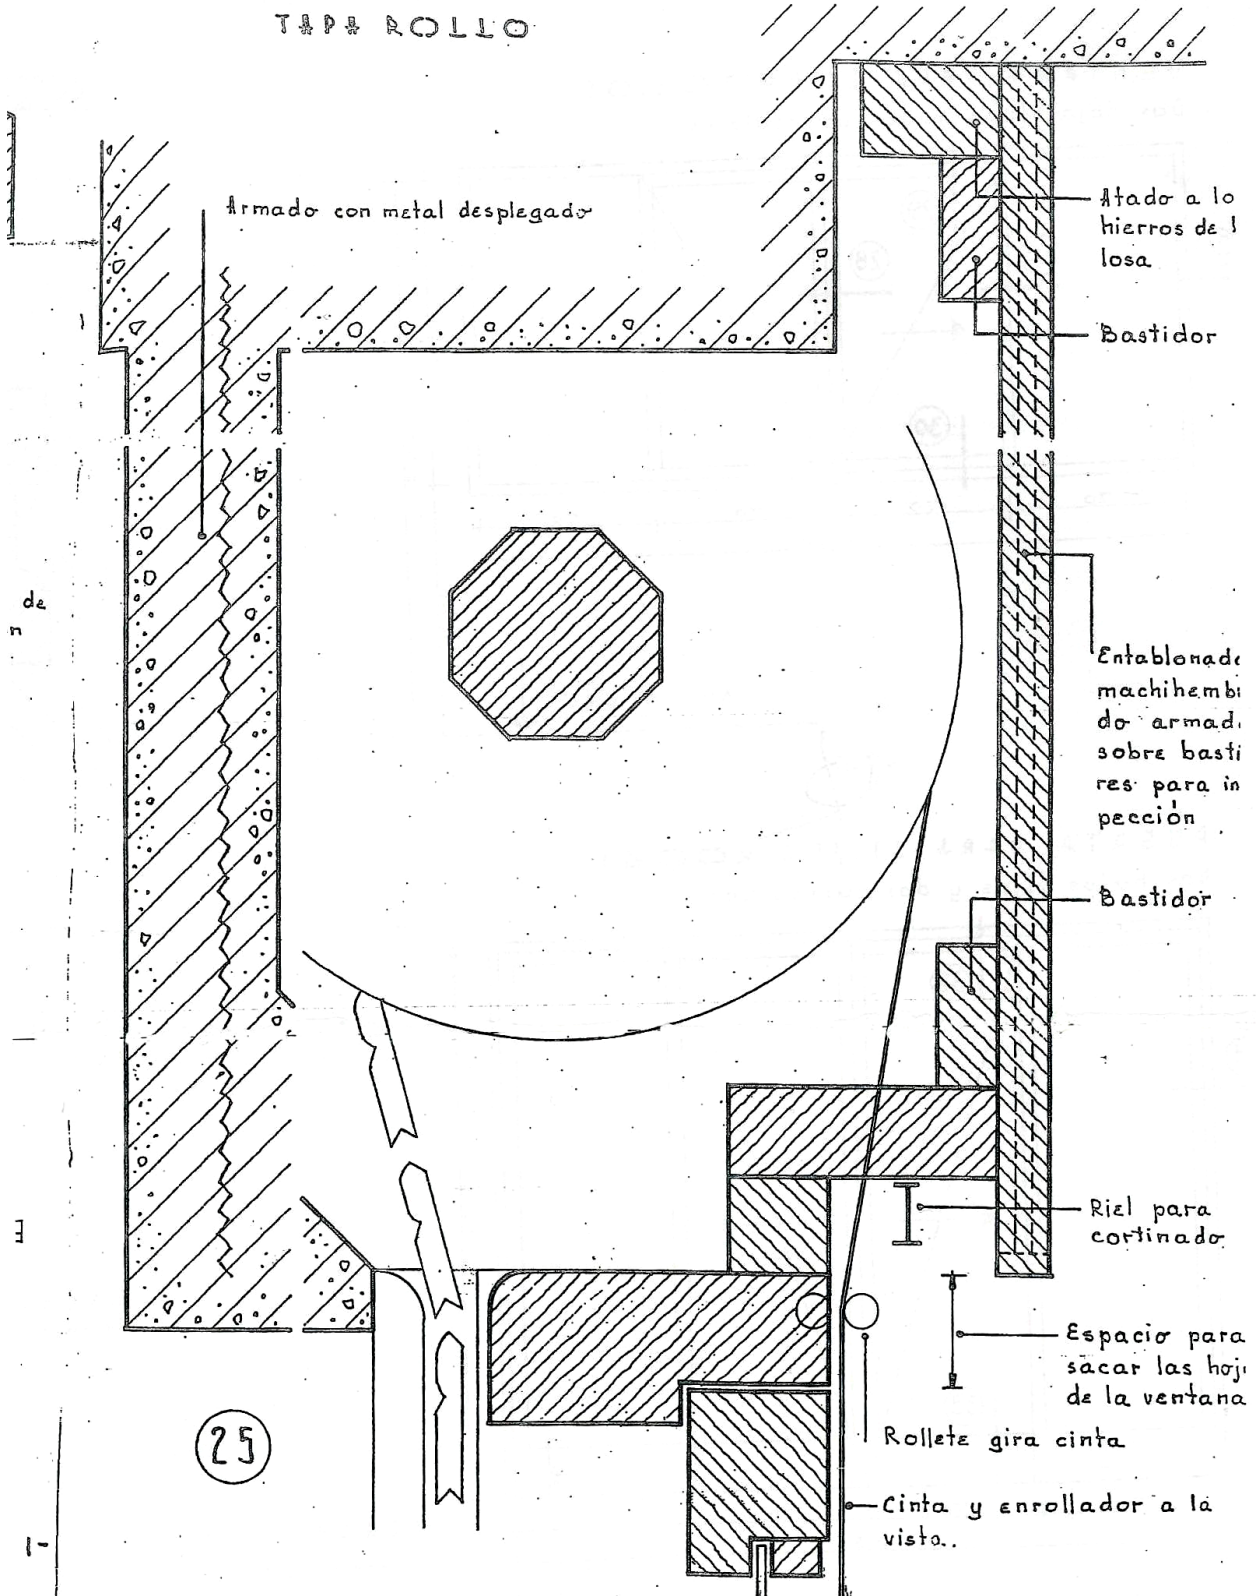 TAPA ROLLO
Armado con metal desplegado
Atado a lo
hierros de l
losa
Bastidor
de
n
Entablonado
machihembr
do armad
sobre basti
res para in
pección
Bastidor
Riel para
cortinado
Espacio para
sacar las hoj
de la ventana
25
Rollete gira cinta
Cinta y enrollador a la
vista..